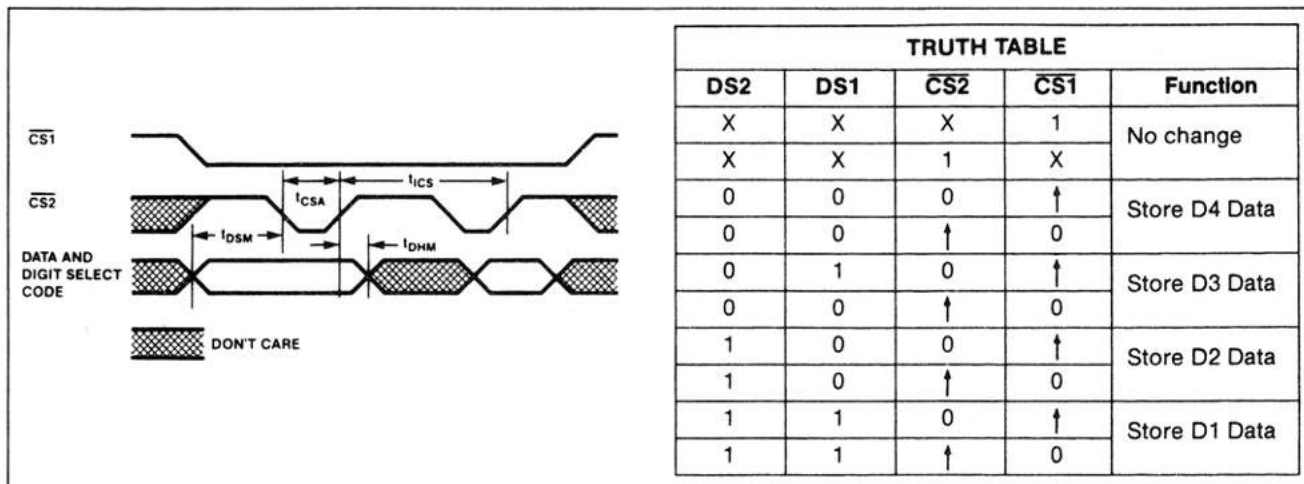 CS1
CS2
DATA AND
DIGIT SELECT
CODE
tCSA
tICS
tDSM
tDHM
DON'T CARE
TRUTH TABLE
DS2 DS1 CS2 CS1 Function
X X X 1 No change
X X 1 X
0 0 0 ↑ Store D4 Data
0 0 ↑ 0
0 1 0 ↑ Store D3 Data
0 0 ↑ 0
1 0 0 ↑ Store D2 Data
1 0 ↑ 0
1 1 0 ↑ Store D1 Data
1 1 ↑ 0